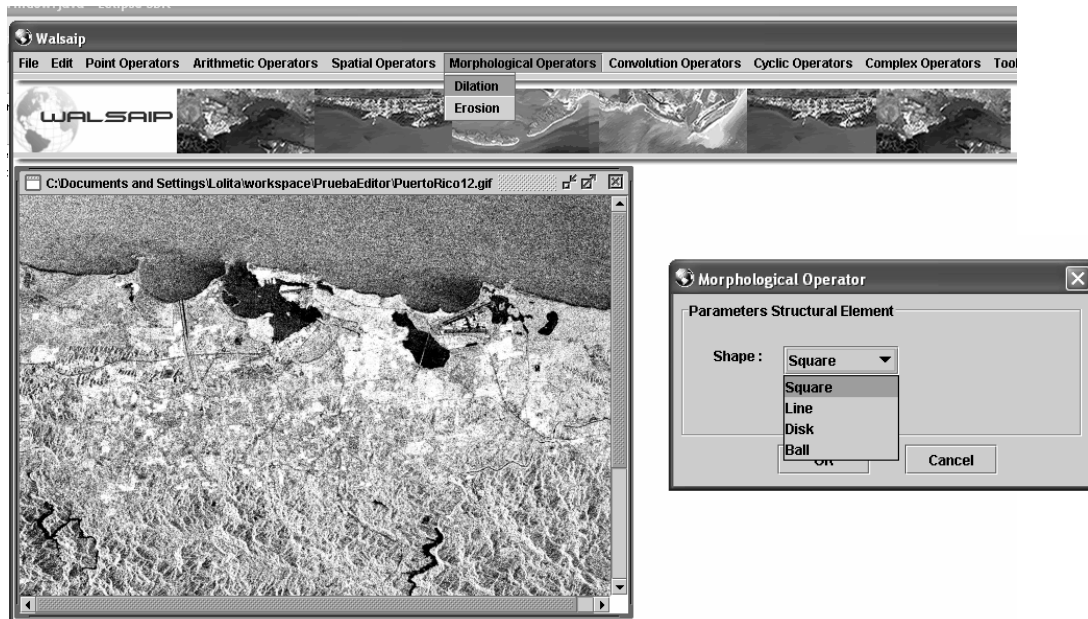 Walsaip
File Edit Point Operators Arithmetic Operators Spatial Operators Morphological Operators Convolution Operators Cyclic Operators Complex Operators Tool
Dilation
Erosion
WALSAIP
C:\Documents and Settings\Lolita\workspace\PruebaEditor\PuertoRico12.gif
Morphological Operator
Parameters Structural Element
Shape : Square
Square
Line
Disk
Ball
OK Cancel